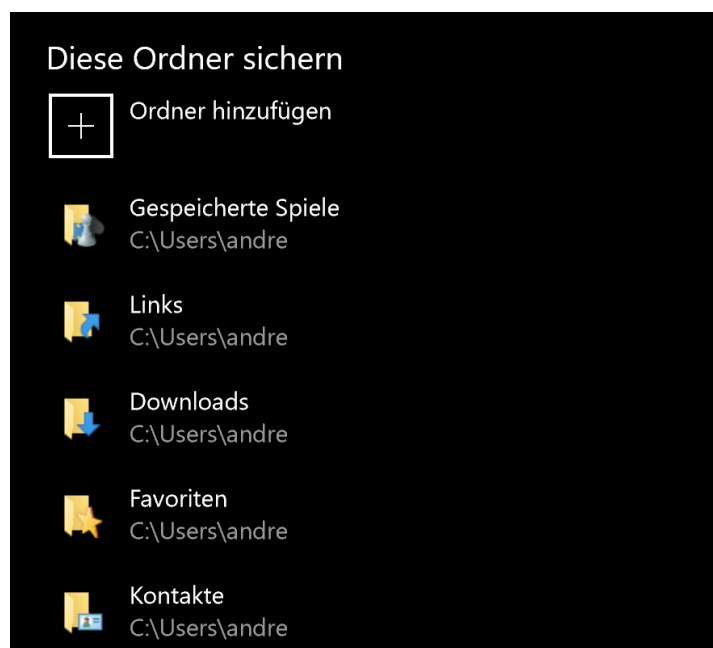 Diese Ordner sichern
Ordner hinzufügen
Gespeicherte Spiele
C:\Users\andre
Links
C:\Users\andre
Downloads
C:\Users\andre
Favoriten
C:\Users\andre
Kontakte
C:\Users\andre